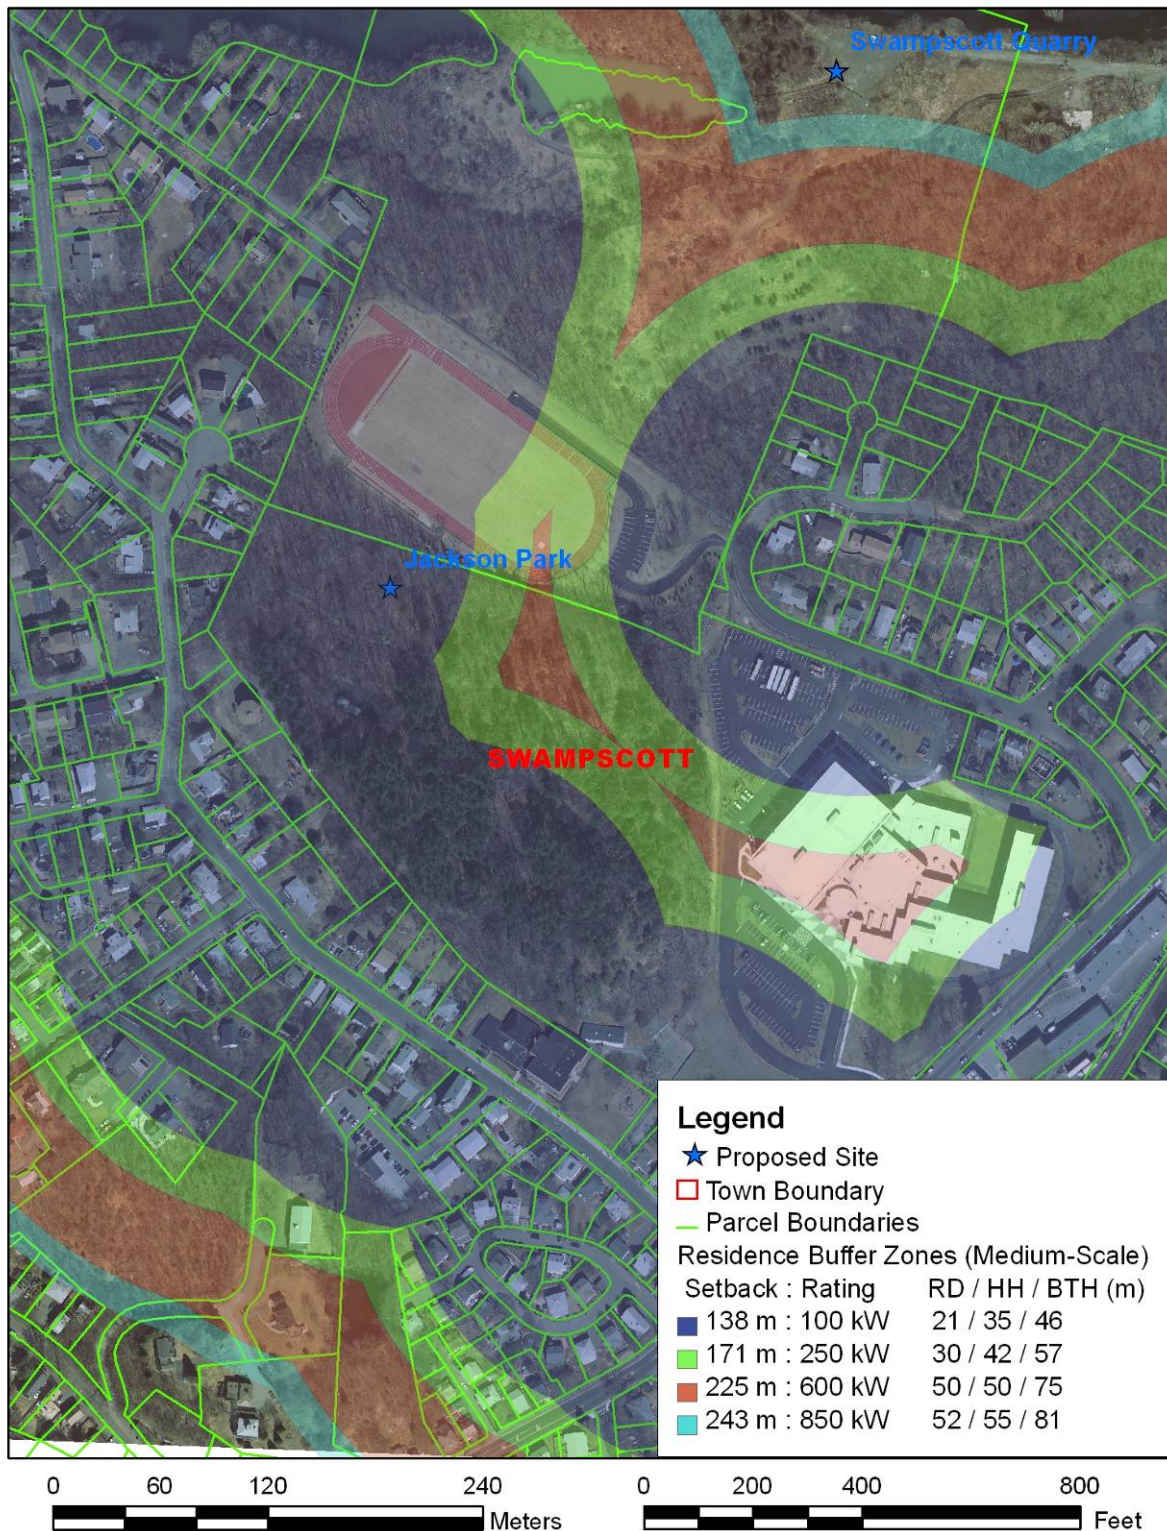 Swampscott Quarry
Jackson Park
SWAMPSCOTT
Legend
Proposed Site
Town Boundary
Parcel Boundaries
Residence Buffer Zones (Medium-Scale)
Setback : Rating RD / HH / BTH (m)
138 m : 100 kW 21 / 35 / 46
171 m : 250 kW 30 / 42 / 57
225 m : 600 kW 50 / 50 / 75
243 m : 850 kW 52 / 55 / 81
0 60 120 240 Meters
0 200 400 800 Feet